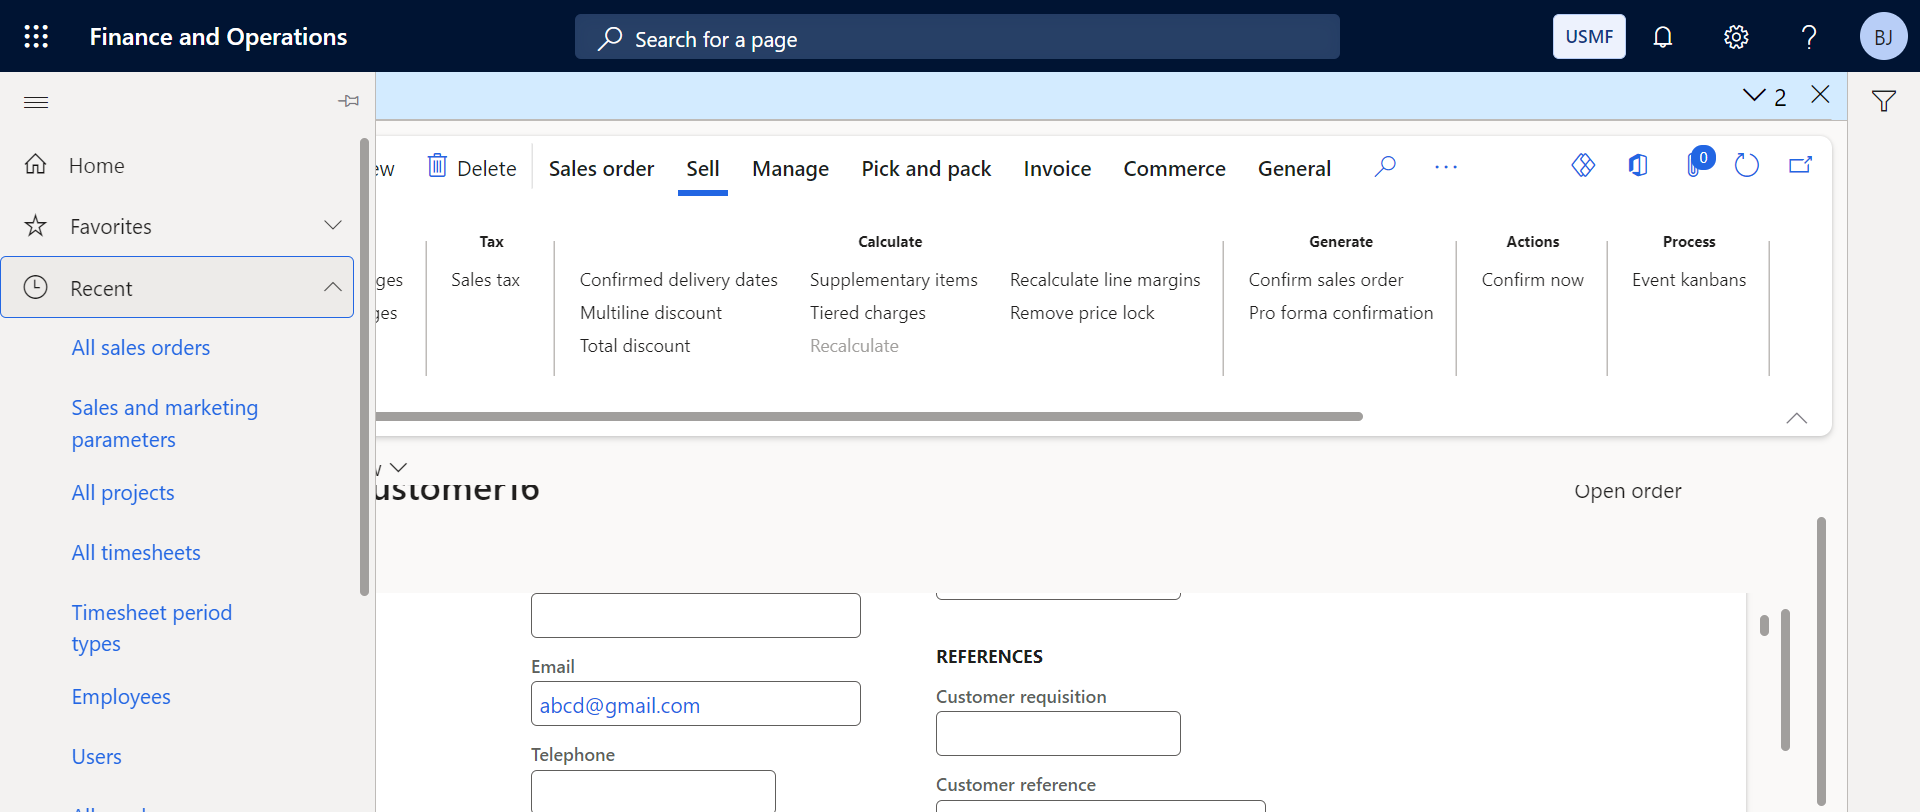 Finance and Operations
Search for a page
USMF
BJ
2
Home
Favorites
Recent
All sales orders
Sales and marketing
parameters
All projects
All timesheets
Timesheet period
types
Employees
Users
Delete
Sales order
Sell
Manage
Pick and pack
Invoice
Commerce
General
0
Tax
Sales tax
Calculate
Confirmed delivery dates
Multiline discount
Total discount
Supplementary items
Tiered charges
Recalculate
Recalculate line margins
Remove price lock
Generate
Confirm sales order
Pro forma confirmation
Actions
Confirm now
Process
Event kanbans
ustomer16
Open order
Email
abcd@gmail.com
Telephone
REFERENCES
Customer requisition
Customer reference